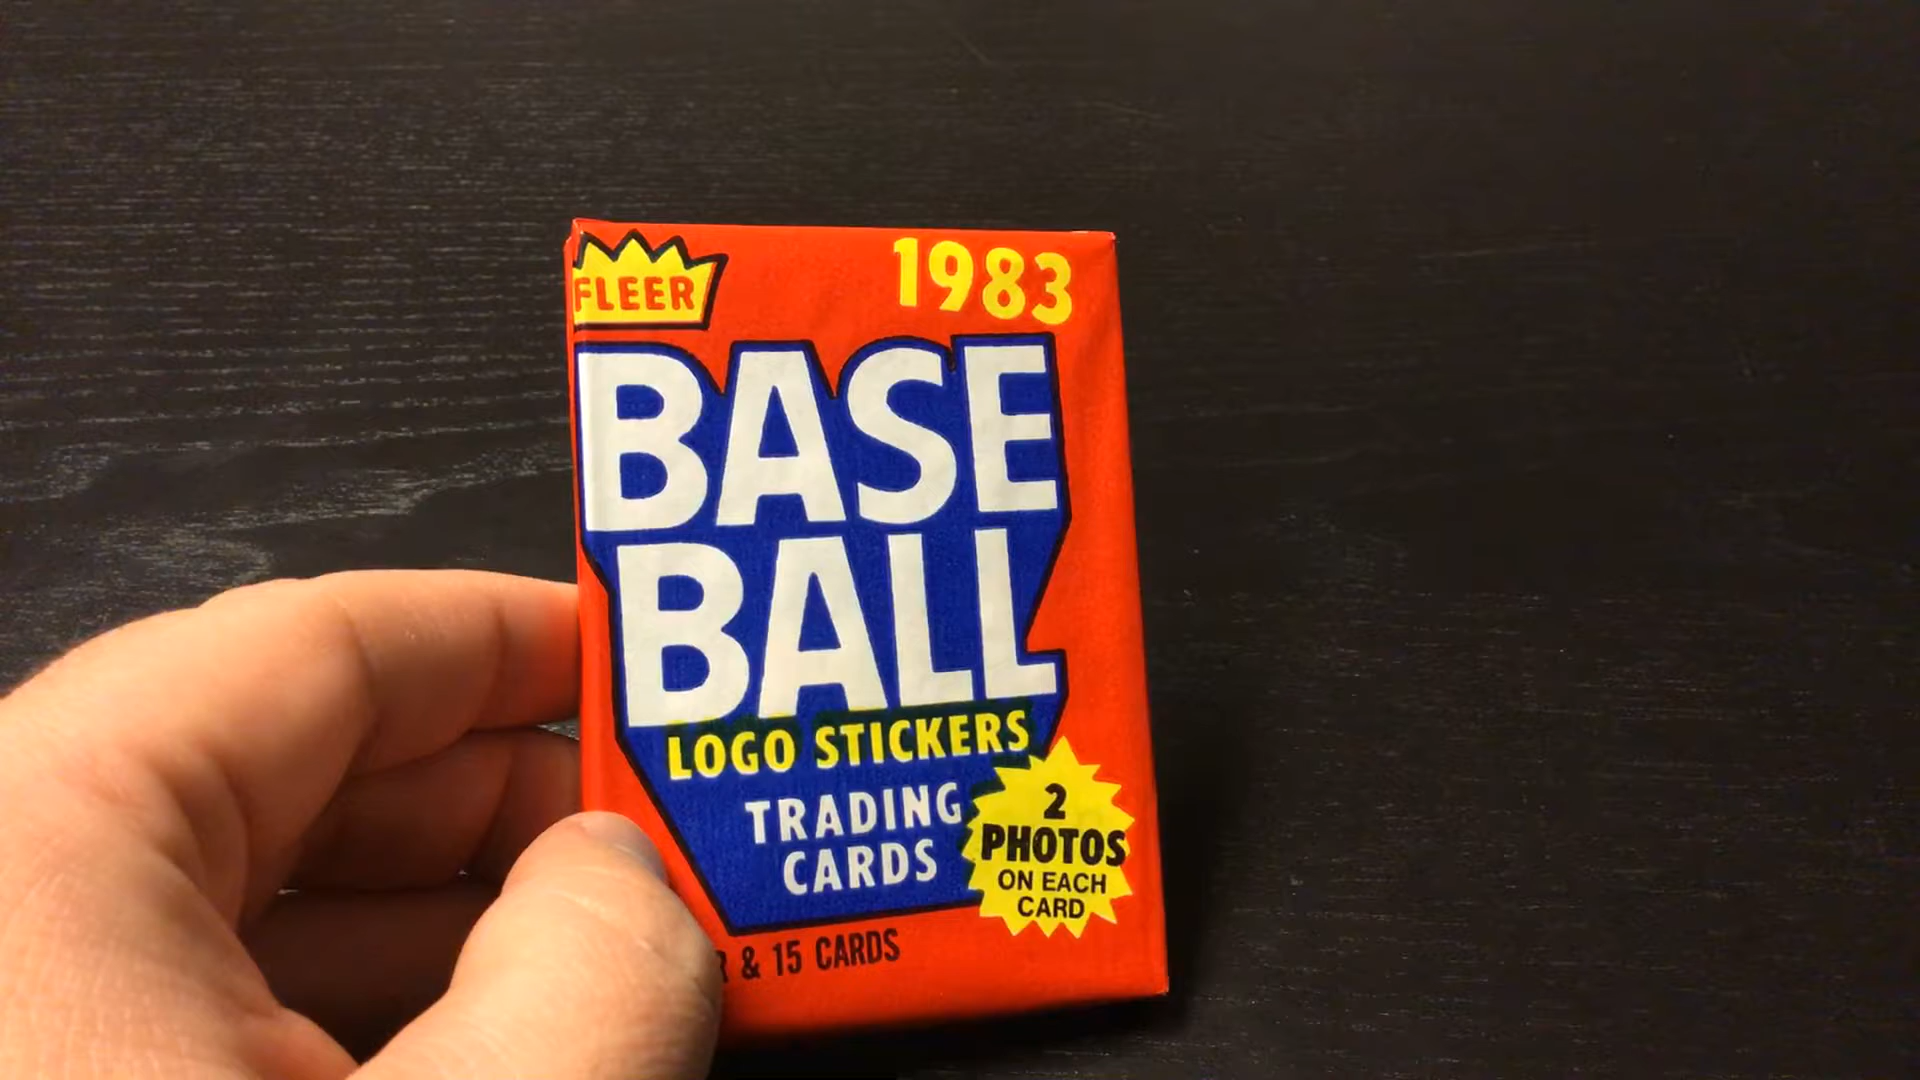 FLEER
1983
BASE
BALL
LOGO STICKERS
TRADING
CARDS
2
PHOTOS
ON EACH
CARD
& 15 CARDS